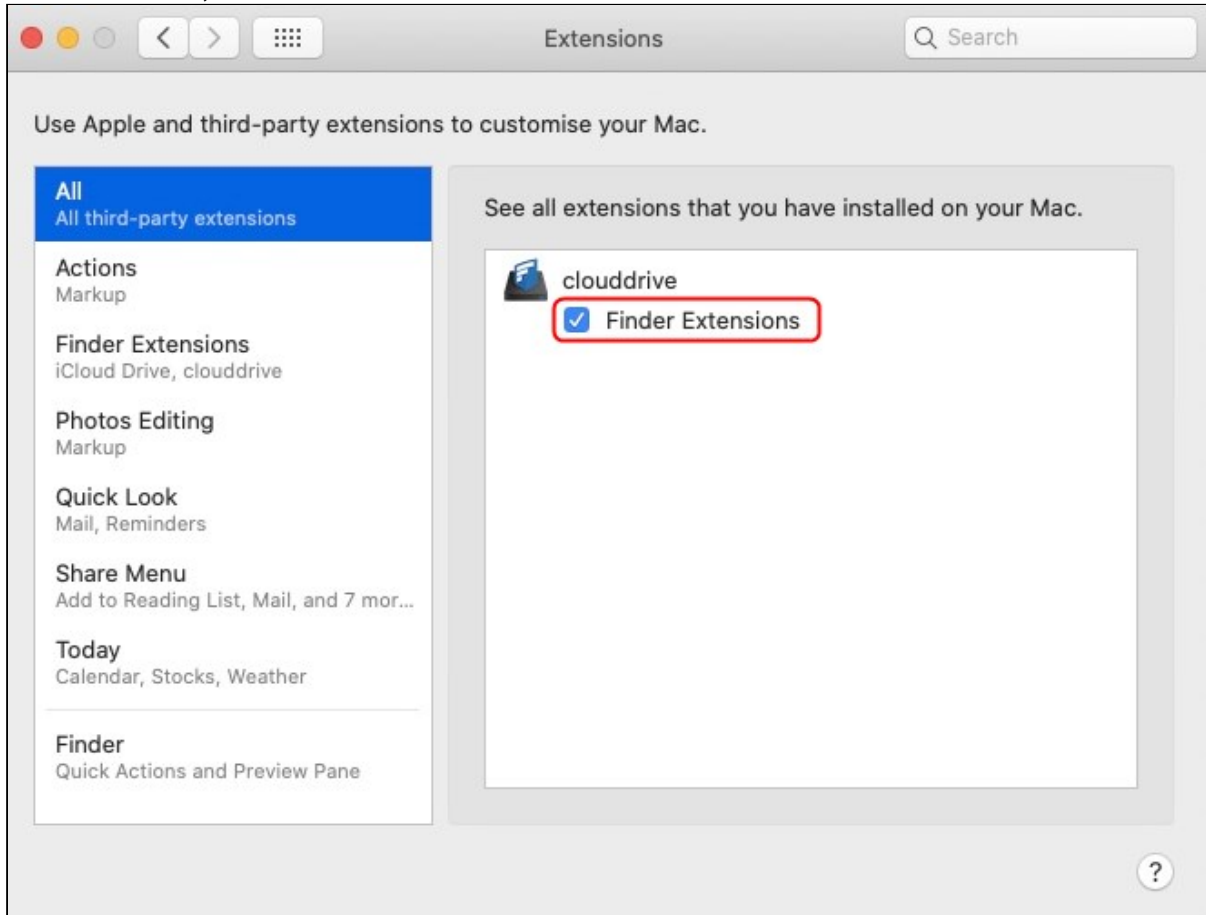 Extensions
Search
Use Apple and third-party extensions to customise your Mac.
All
All third-party extensions
Actions
Markup
Finder Extensions
iCloud Drive, clouddrive
Photos Editing
Markup
Quick Look
Mail, Reminders
Share Menu
Add to Reading List, Mail, and 7 mor...
Today
Calendar, Stocks, Weather
Finder
Quick Actions and Preview Pane
See all extensions that you have installed on your Mac.
clouddrive
Finder Extensions
?